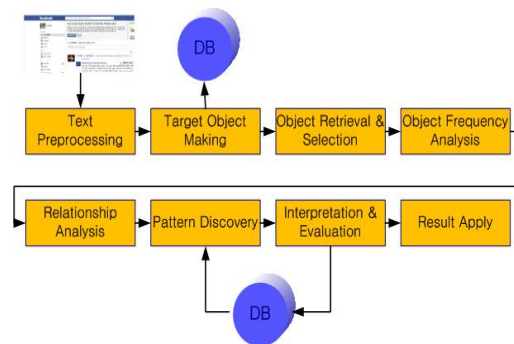 facebook
DB
Text
Preprocessing
Target Object
Making
Object Retrieval &
Selection
Object Frequency
Analysis
Relationship
Analysis
Pattern Discovery
Interpretation &
Evaluation
Result Apply
DB